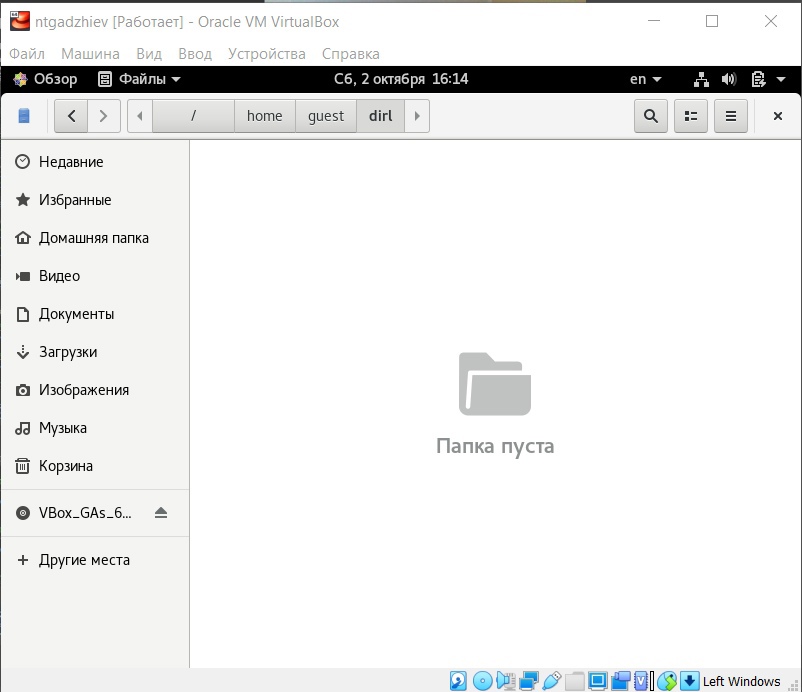 ntgadzhiev [Работает] - Oracle VM VirtualBox
Файл Машина Вид Ввод Устройства Справка
Обзор Файлы Сб, 2 октября 16:14 en
/ home guest dirl
Недавние
Избранные
Домашняя папка
Видео
Документы
Загрузки
Изображения
Музыка
Корзина
VBox_GAs_6...
Другие места
Папка пуста
Left Windows